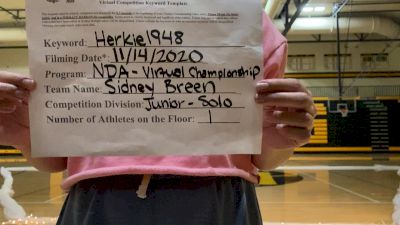 Virtual Competition Keyword Template
Keyword: Herkie1948
Filming Date*: 11/14/2020
Program: NDA - Virtual Championship
Team Name: Sidney Breen
Competition Division: Junior - Solo
Number of Athletes on the Floor: 1